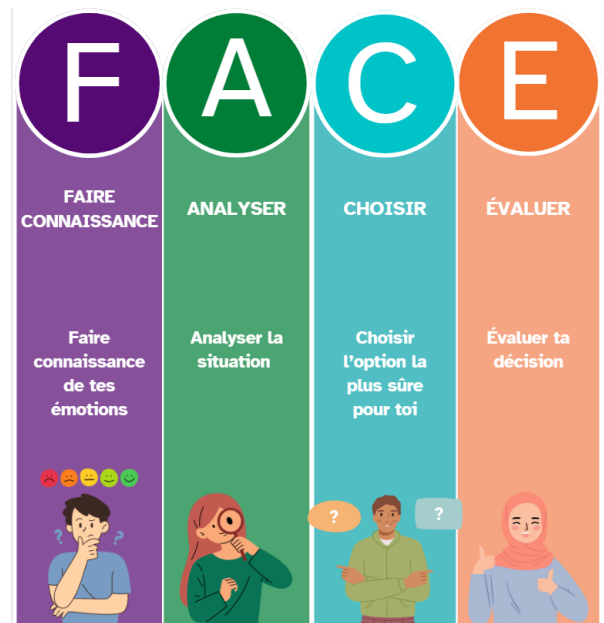 F
A
C
E
FAIRE
CONNAISSANCE
ANALYSER
CHOISIR
ÉVALUER
Faire
connaissance
de tes
émotions
Analyser la
situation
Choisir
l'option la
plus sûre
pour toi
Évaluer ta
décision
?
?
?
?